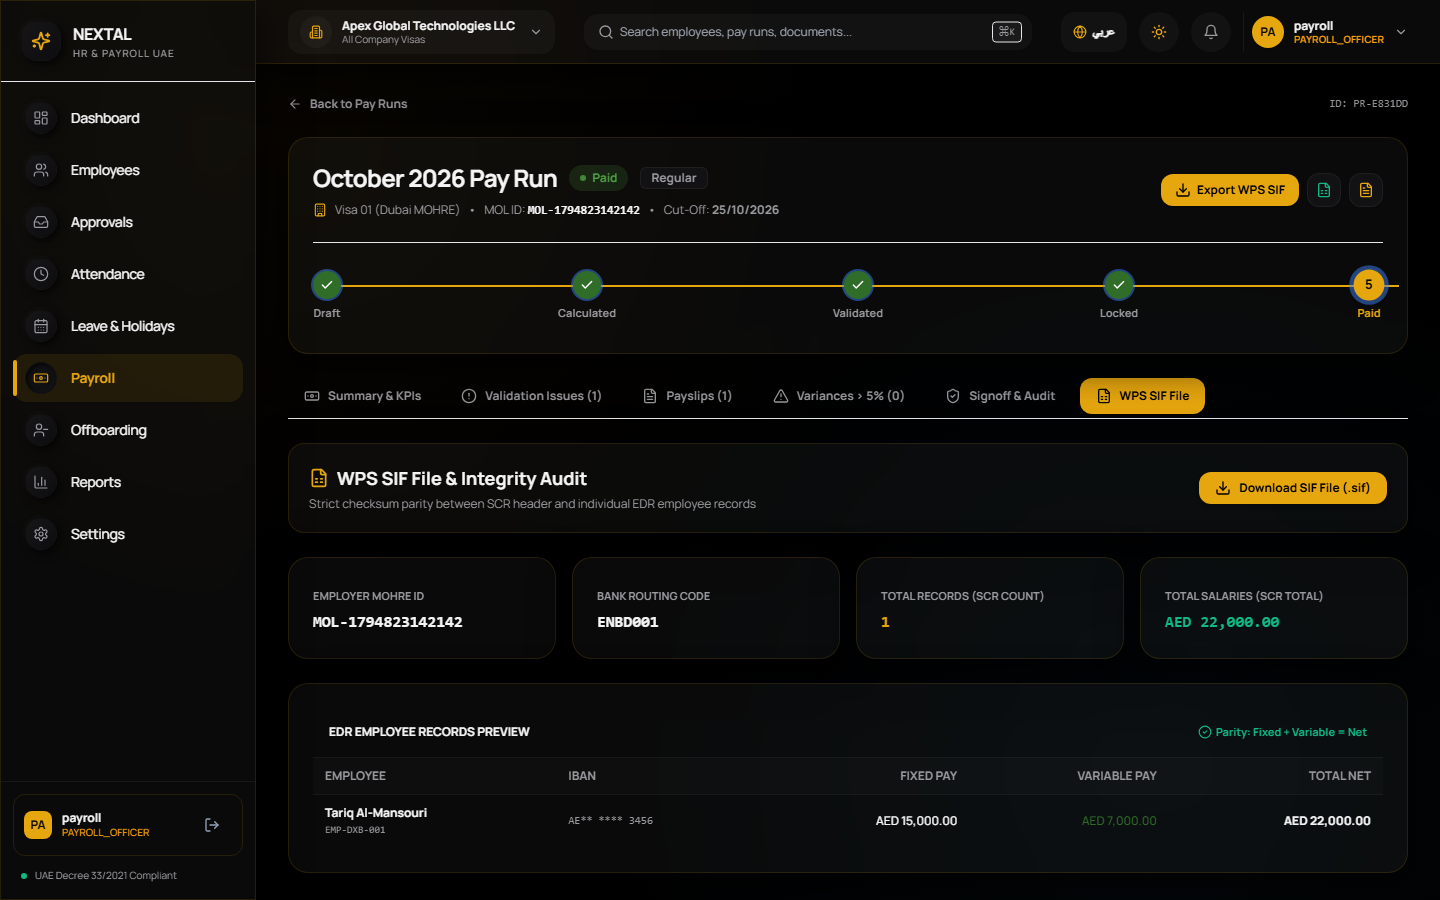 NEXTAL
HR & PAYROLL UAE
Dashboard
Employees
Approvals
Attendance
Leave & Holidays
Payroll
Offboarding
Reports
Settings
PA
payroll
PAYROLL_OFFICER
UAE Decree 33/2021 Compliant
Apex Global Technologies LLC
All Company Visas
Search employees, pay runs, documents...
⌘K
عربي
PA
payroll
PAYROLL_OFFICER
Back to Pay Runs
ID: PR-E831DD
October 2026 Pay Run
Paid
Regular
Visa 01 (Dubai MOHRE) • MOL ID: MOL-1794823142142 • Cut-Off: 25/10/2026
Export WPS SIF
5
Draft
Calculated
Validated
Locked
Paid
Summary & KPIs
Validation Issues (1)
Payslips (1)
Variances > 5% (0)
Signoff & Audit
WPS SIF File
WPS SIF File & Integrity Audit
Strict checksum parity between SCR header and individual EDR employee records
Download SIF File (.sif)
EMPLOYER MOHRE ID
MOL-1794823142142
BANK ROUTING CODE
ENBD001
TOTAL RECORDS (SCR COUNT)
1
TOTAL SALARIES (SCR TOTAL)
AED 22,000.00
EDR EMPLOYEE RECORDS PREVIEW
Parity: Fixed + Variable = Net
EMPLOYEE IBAN FIXED PAY VARIABLE PAY TOTAL NET
Tariq Al-Mansouri
EMP-DXB-001
AE** **** 3456
AED 15,000.00
AED 7,000.00
AED 22,000.00